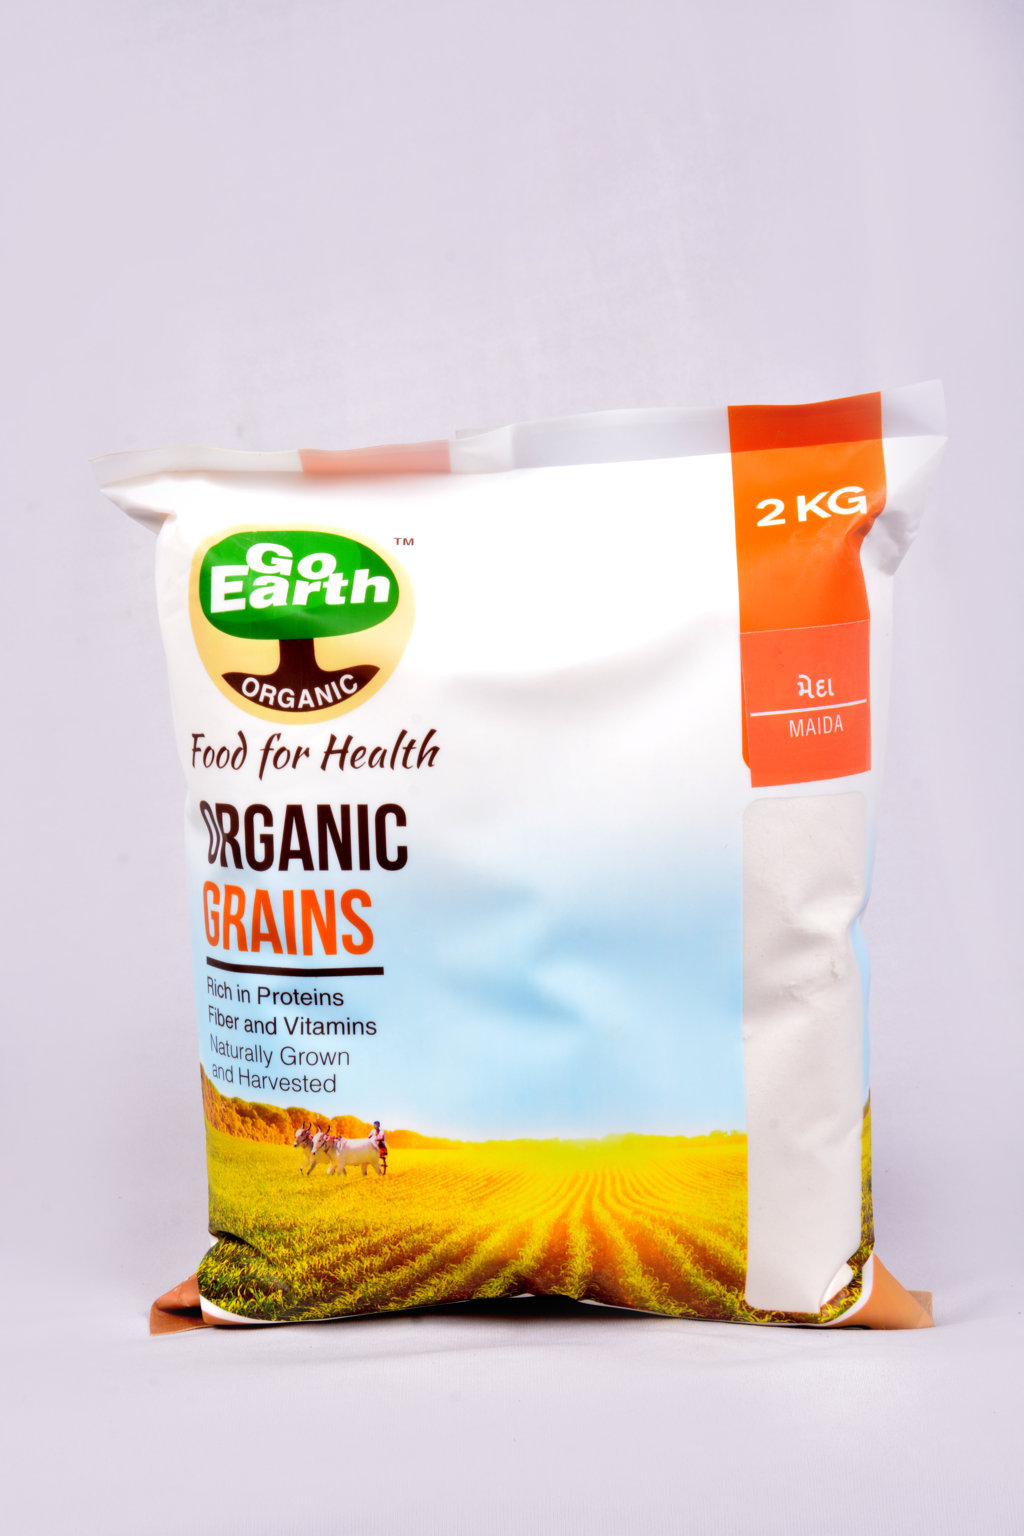 Go
Earth
TM
ORGANIC
Food for Health
ORGANIC
GRAINS
Rich in Proteins
Fiber and Vitamins
Naturally Grown
and Harvested
2 KG
મેદા
MAIDA